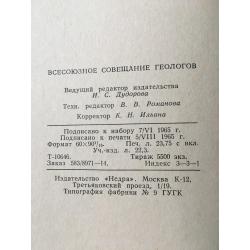 ВСЕСОЮЗНОЕ СОВЕЩАНИЕ ГЕОЛОГОВ
Ведущий редактор издательства
И. С. Дудорова
Техн. редактор В. В. Романова
Корректор К. Н. Ильина
Подписано к набору 7/VI 1965 г.
Подписано к печати 5/VIII 1965 г.
Формат 60×90¹/₁₆. Печ. л. 23,75 с вкл.
Уч.-изд. л. 22,3.
Т-10646. Тираж 5500 экз.
Заказ 583/8971—14. Индекс 3—3—1
Издательство «Недра». Москва К-12,
Третьяковский проезд, 1/19.
Типография фабрики № 9 ГУГК